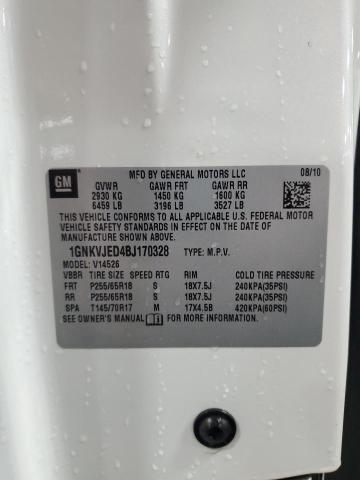 GM
MFD BY GENERAL MOTORS LLC 08/10
GVWR GAWR FRT GAWR RR
2930 KG 1450 KG 1600 KG
6459 LB 3196 LB 3527 LB
THIS VEHICLE CONFORMS TO ALL APPLICABLE U.S. FEDERAL MOTOR
VEHICLE SAFETY AND THEFT PREVENTION STANDARDS IN EFFECT ON THE DATE OF
MANUFACTURE SHOWN ABOVE.
1GNKVJED4BJ170328 TYPE: M.P.V.
MODEL: V14526
VBBR TIRE SIZE SPEED RTG RIM COLD TIRE PRESSURE
FRT P255/65R18 S 18X7.5J 240KPA(35PSI)
RR P255/65R18 S 18X7.5J 240KPA(35PSI)
SPA T145/70R17 M 17X4.5B 420KPA(60PSI)
SEE OWNER'S MANUAL FOR MORE INFORMATION